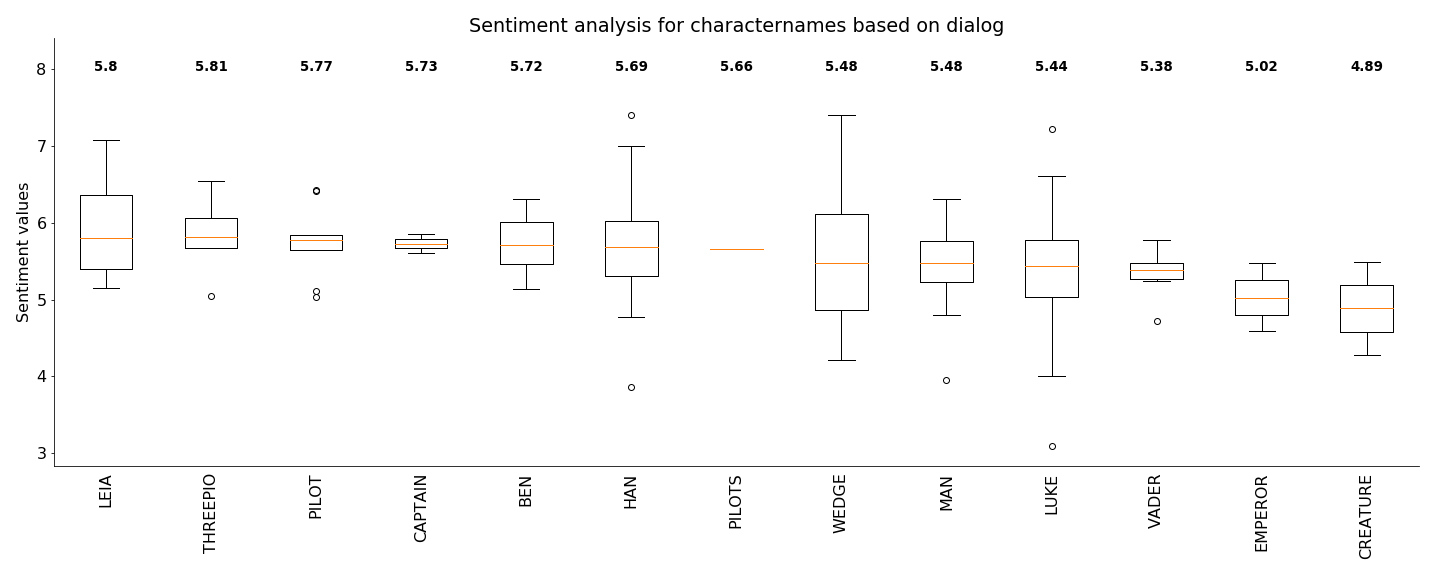 Sentiment analysis for characternames based on dialog
8
5.8 5.81 5.77 5.73 5.72 5.69 5.66 5.48 5.48 5.44 5.38 5.02 4.89
7
6
5
4
3
Sentiment values
LEIA THREEPIO PILOT CAPTAIN BEN HAN PILOTS WEDGE MAN LUKE VADER EMPEROR CREATURE